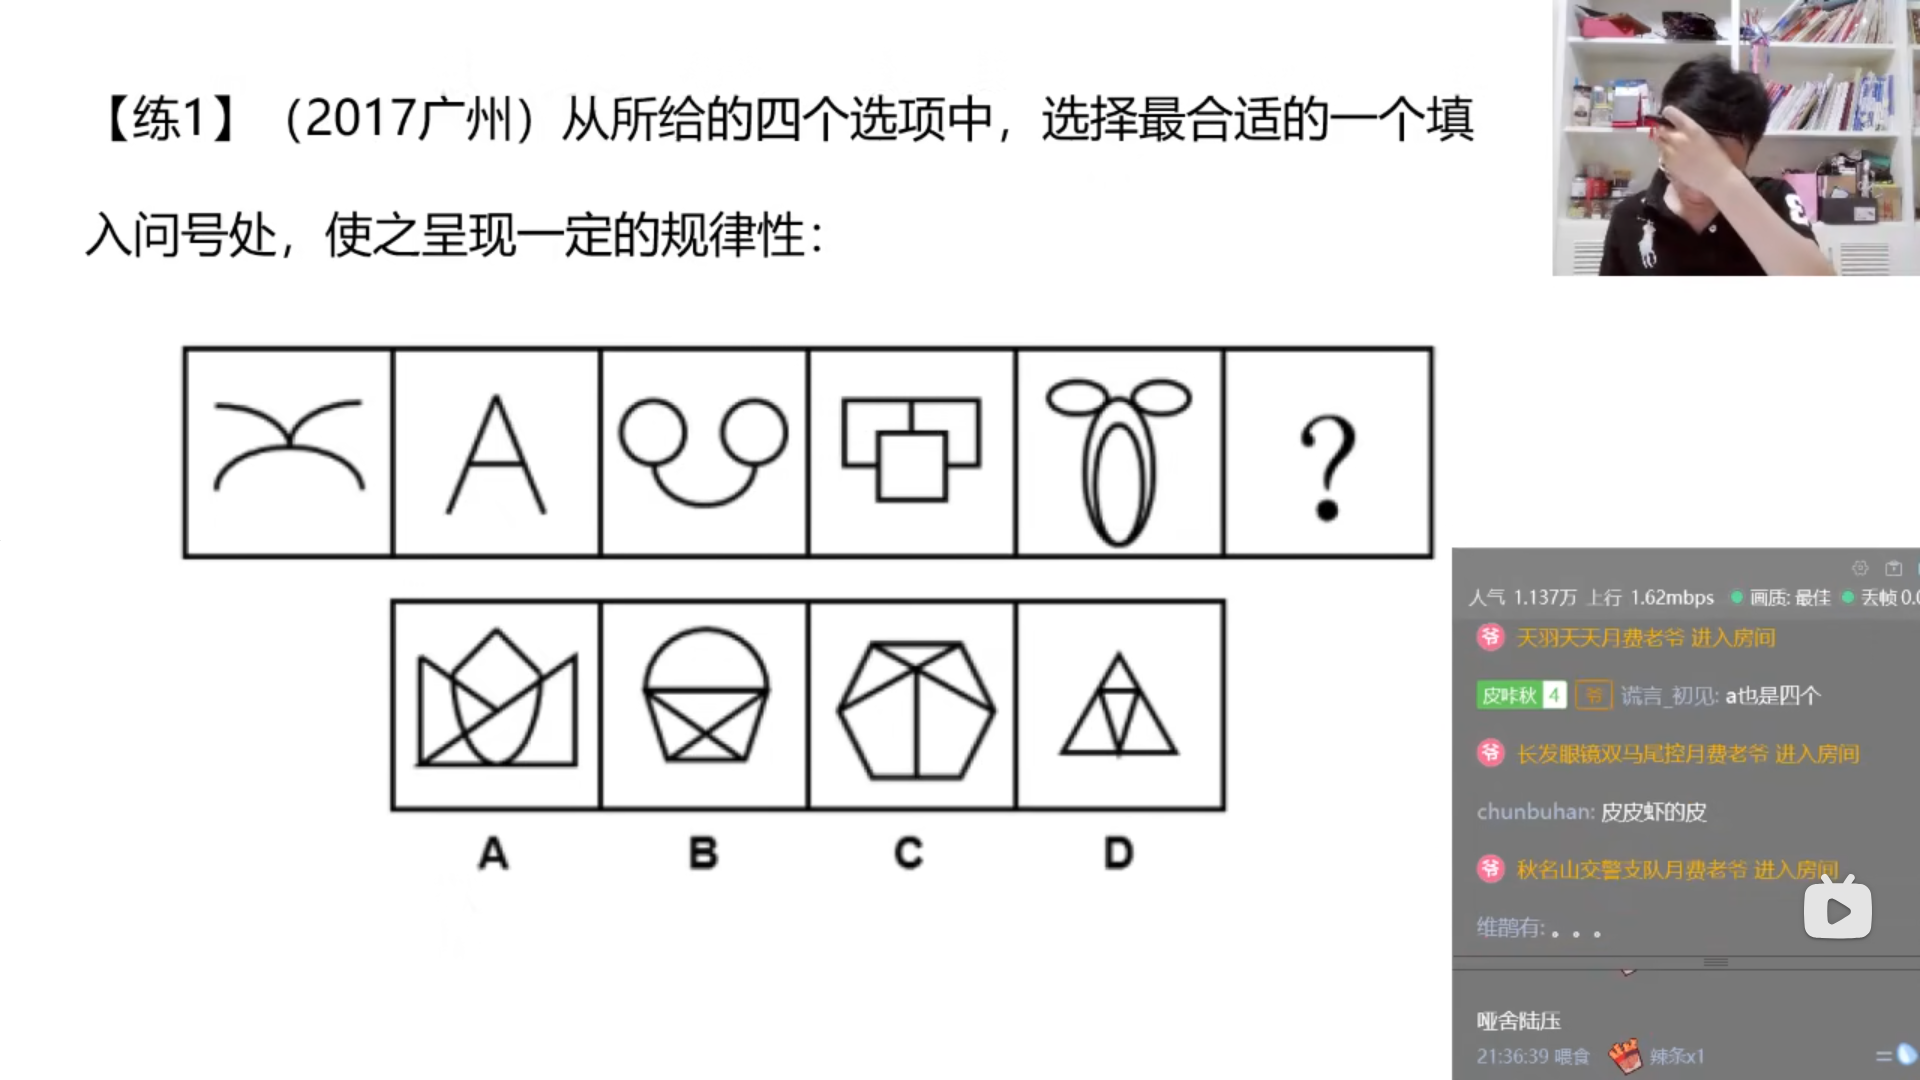 【练1】（2017广州）从所给的四个选项中，选择最合适的一个填
入问号处，使之呈现一定的规律性：
?
A B C D
人气 1.137万 上行 1.62mbps 画质: 最佳 丢帧 0.0
爷 天羽天天月费老爷 进入房间
皮咔秋 4 爷 谎言_初见: a也是四个
爷 长发眼镜双马尾控月费老爷 进入房间
chunbuhan: 皮皮虾的皮
爷 秋名山交警支队月费老爷 进入房间
维鹊有: 。。。
哑舍陆压
21:36:39 喂食 辣条x1